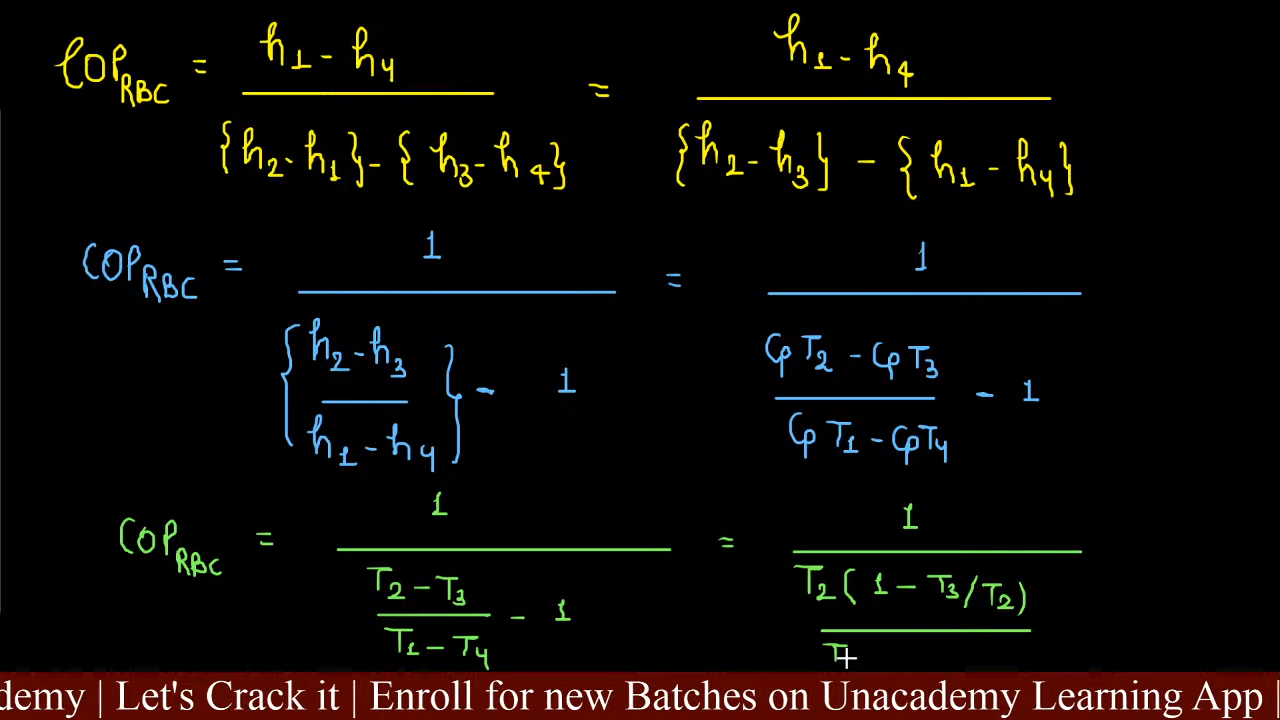 COP_RBC = (h1 - h4) / ({h2 - h1} - {h3 - h4}) = (h1 - h4) / ({h2 - h3} - {h1 - h4})
COP_RBC = 1 / ({(h2 - h3) / (h1 - h4)} - 1) = 1 / ((CpT2 - CpT3) / (CpT1 - CpT4) - 1)
COP_RBC = 1 / ((T2 - T3) / (T1 - T4) - 1) = 1 / (T2(1 - T3/T2) / T
demy | Let's Crack it | Enroll for new Batches on Unacademy Learning App |